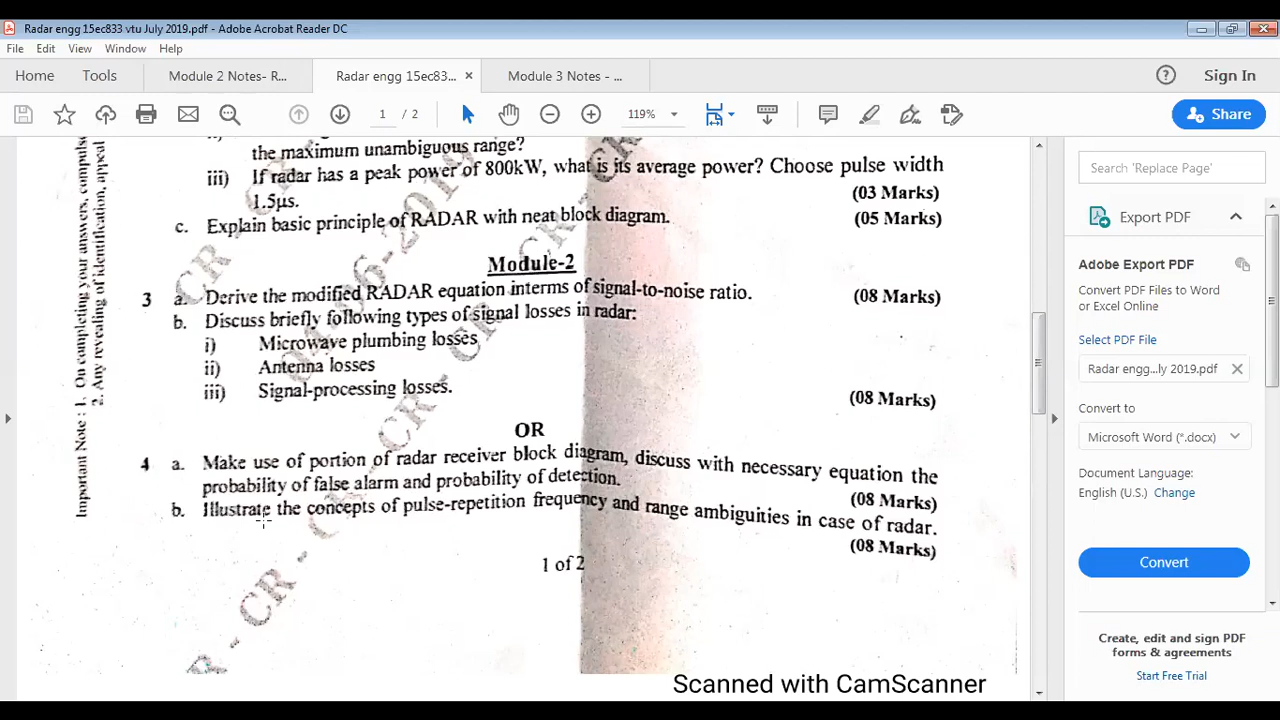 Radar engg 15ec833 vtu July 2019.pdf - Adobe Acrobat Reader DC
File Edit View Window Help
Home Tools Module 2 Notes- R... Radar engg 15ec83... × Module 3 Notes - ... Sign In
1 / 2 119% Share
the maximum unambiguous range?
iii) If radar has a peak power of 800kW, what is its average power? Choose pulse width
1.5μs. (03 Marks)
c. Explain basic principle of RADAR with neat block diagram. (05 Marks)
Module-2
3 a. Derive the modified RADAR equation interms of signal-to-noise ratio. (08 Marks)
b. Discuss briefly following types of signal losses in radar:
i) Microwave plumbing losses
ii) Antenna losses
iii) Signal-processing losses. (08 Marks)
OR
4 a. Make use of portion of radar receiver block diagram, discuss with necessary equation the
probability of false alarm and probability of detection. (08 Marks)
b. Illustrate the concepts of pulse-repetition frequency and range ambiguities in case of radar.
(08 Marks)
1 of 2
Important Note : 1. On completing your answers, compuls
2. Any revealing of identification, appeal
CR - CR - CR
Scanned with CamScanner
Search 'Replace Page'
Export PDF
Adobe Export PDF
Convert PDF Files to Word
or Excel Online
Select PDF File
Radar engg...ly 2019.pdf ×
Convert to
Microsoft Word (*.docx)
Document Language:
English (U.S.) Change
Convert
Create, edit and sign PDF
forms & agreements
Start Free Trial